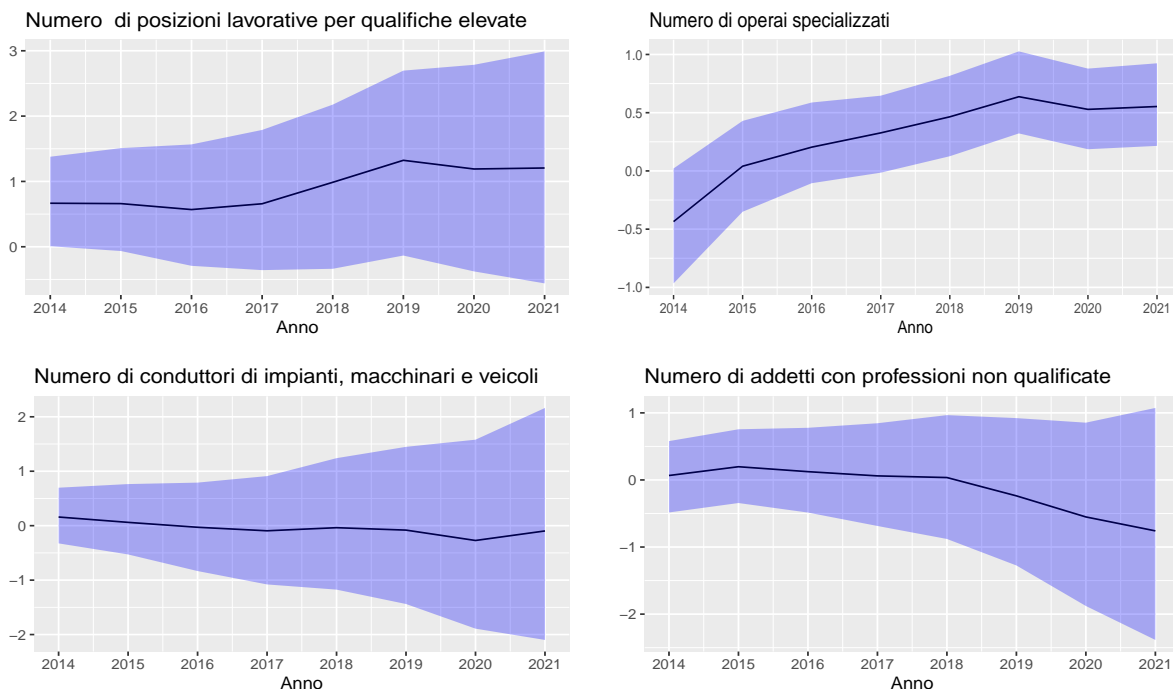 Numero  di posizioni lavorative per qualifiche elevate
3
2
1
0
2014 2015 2016 2017 2018 2019 2020 2021
Anno
Numero di operai specializzati
1.0
0.5
0.0
−0.5
−1.0
2014 2015 2016 2017 2018 2019 2020 2021
Anno
Numero di conduttori di impianti, macchinari e veicoli
2
1
0
−1
−2
2014 2015 2016 2017 2018 2019 2020 2021
Anno
Numero di addetti con professioni non qualificate
1
0
−1
−2
2014 2015 2016 2017 2018 2019 2020 2021
Anno